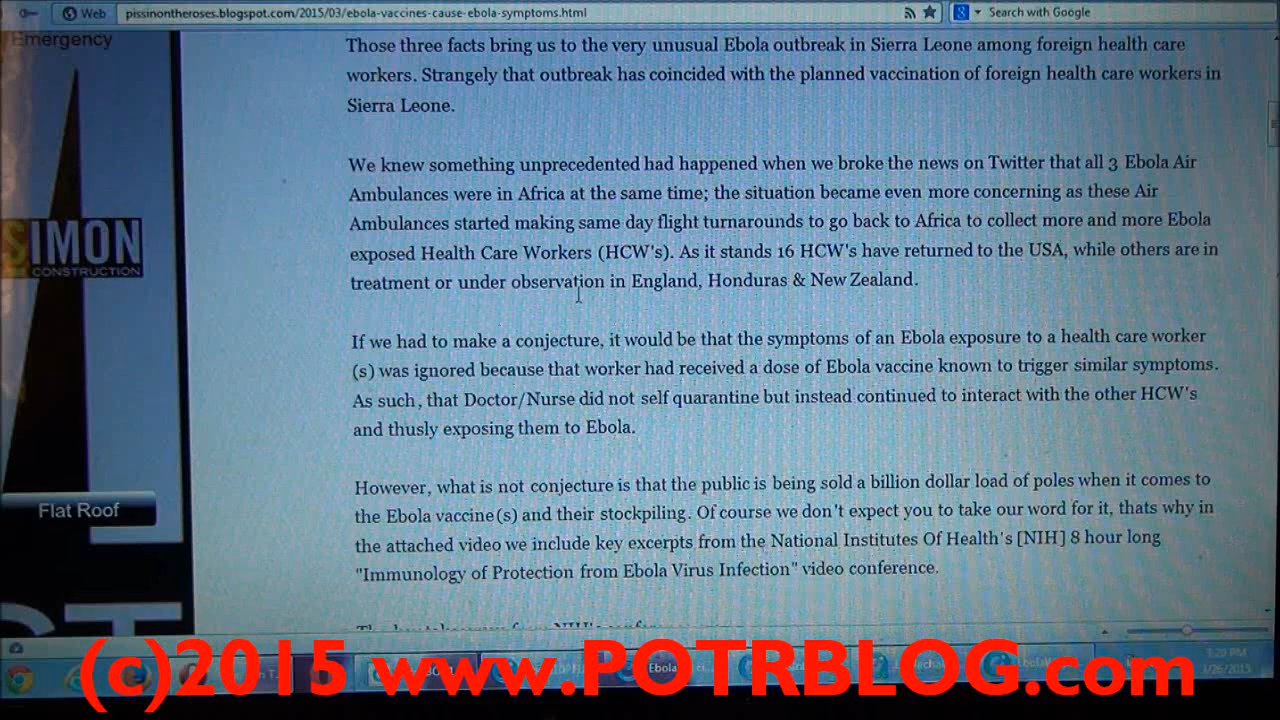 Web pissinontheroses.blogspot.com/2015/03/ebola-vaccines-cause-ebola-symptoms.html Search with Google
Emergency
Those three facts bring us to the very unusual Ebola outbreak in Sierra Leone among foreign health care
workers. Strangely that outbreak has coincided with the planned vaccination of foreign health care workers in
Sierra Leone.
We knew something unprecedented had happened when we broke the news on Twitter that all 3 Ebola Air
Ambulances were in Africa at the same time; the situation became even more concerning as these Air
Ambulances started making same day flight turnarounds to go back to Africa to collect more and more Ebola
exposed Health Care Workers (HCW's). As it stands 16 HCW's have returned to the USA, while others are in
treatment or under observation in England, Honduras & New Zealand.
SIMON
CONSTRUCTION
If we had to make a conjecture, it would be that the symptoms of an Ebola exposure to a health care worker
(s) was ignored because that worker had received a dose of Ebola vaccine known to trigger similar symptoms.
As such, that Doctor/Nurse did not self quarantine but instead continued to interact with the other HCW's
and thusly exposing them to Ebola.
However, what is not conjecture is that the public is being sold a billion dollar load of poles when it comes to
the Ebola vaccine(s) and their stockpiling. Of course we don't expect you to take our word for it, thats why in
the attached video we include key excerpts from the National Institutes Of Health's [NIH] 8 hour long
"Immunology of Protection from Ebola Virus Infection" video conference.
Flat Roof
Ebola
7:20 PM
(c)2015 www.POTRBLOG.com